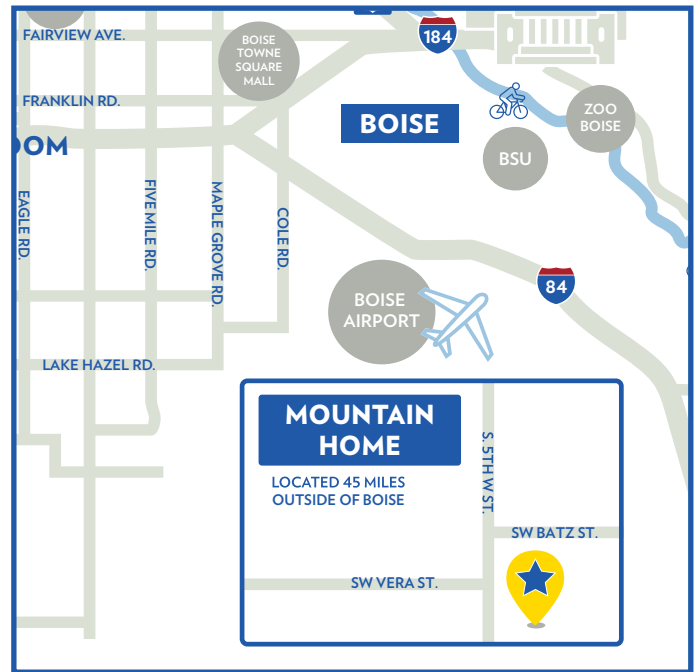 FAIRVIEW AVE.
BOISE
TOWNE
SQUARE
MALL
184
FRANKLIN RD.
BOISE
ZOO
BOISE
BSU
OOM
EAGLE RD.
FIVE MILE RD.
MAPLE GROVE RD.
COLE RD.
84
BOISE
AIRPORT
LAKE HAZEL RD.
MOUNTAIN
HOME
LOCATED 45 MILES
OUTSIDE OF BOISE
S. 5TH W ST.
SW BATZ ST.
SW VERA ST.